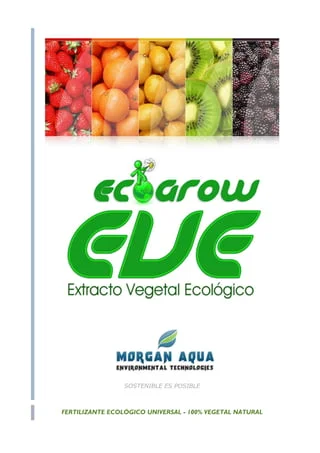 ECOGROW
EVE
Extracto Vegetal Ecológico
MORGAN AQUA
ENVIRONMENTAL TECHNOLOGIES
SOSTENIBLE ES POSIBLE
FERTILIZANTE ECOLOGICO UNIVERSAL - 100% VEGETAL NATURAL